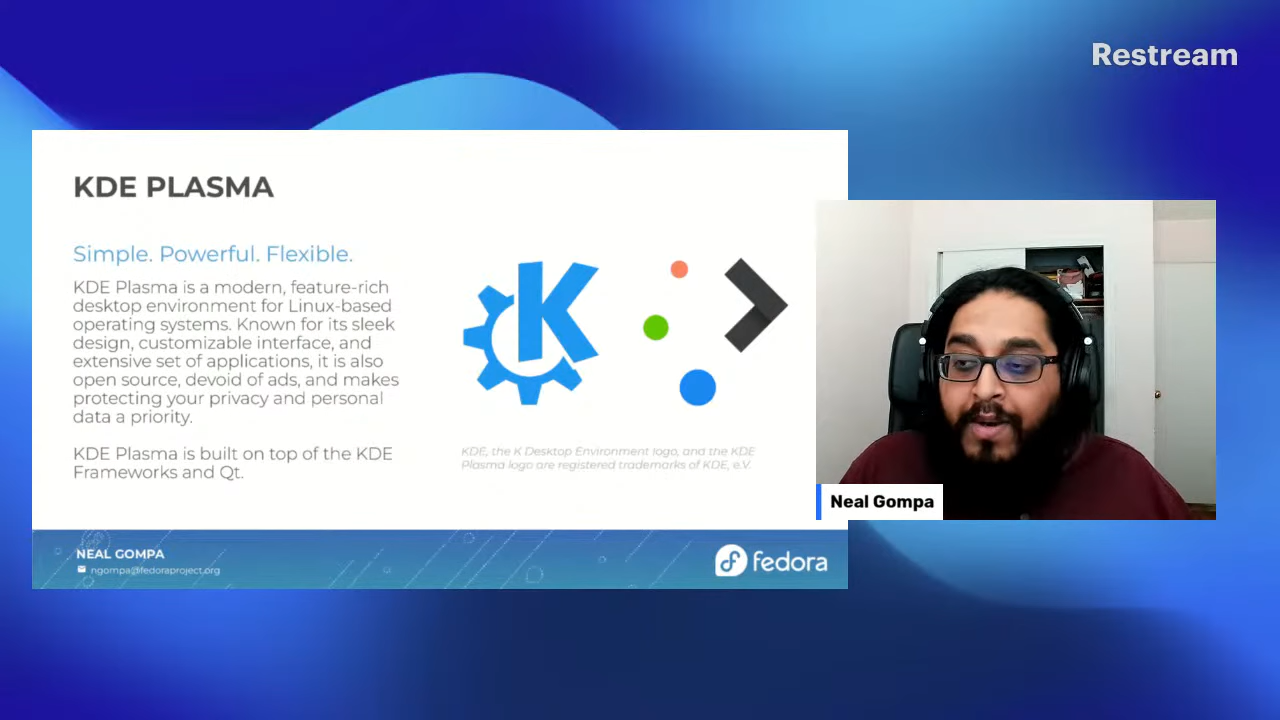 Restream
KDE PLASMA
Simple. Powerful. Flexible.
KDE Plasma is a modern, feature-rich
desktop environment for Linux-based
operating systems. Known for its sleek
design, customizable interface, and
extensive set of applications, it is also
open source, devoid of ads, and makes
protecting your privacy and personal
data a priority.
KDE Plasma is built on top of the KDE
Frameworks and Qt.
KDE, the K Desktop Environment logo, and the KDE
Plasma logo are registered trademarks of KDE, e.V.
NEAL GOMPA
ngompa@fedoraproject.org
fedora
Neal Gompa